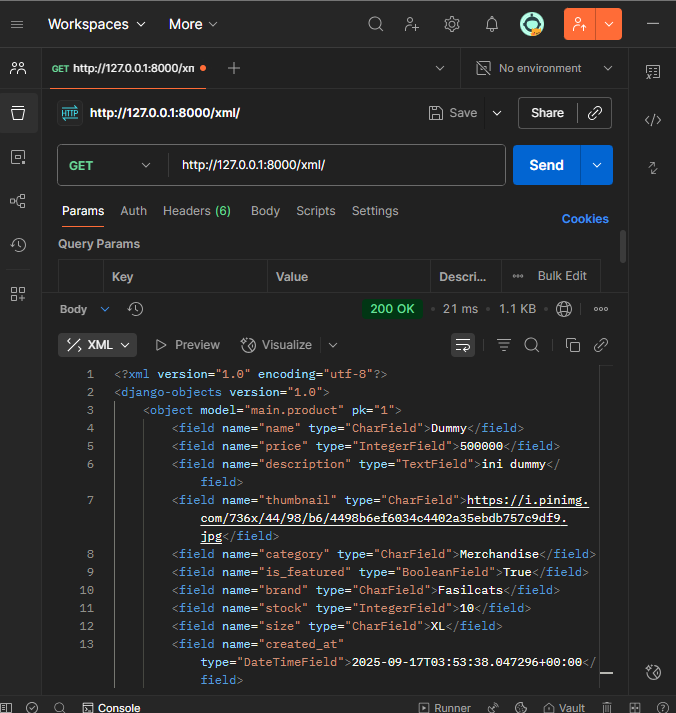 Workspaces More
GET http://127.0.0.1:8000/xn
No environment
HTTP http://127.0.0.1:8000/xml/ Save Share
GET http://127.0.0.1:8000/xml/ Send
Params Auth Headers (6) Body Scripts Settings
Cookies
Query Params
Key Value Descri... Bulk Edit
Body 200 OK • 21 ms • 1.1 KB
XML Preview Visualize
1 <?xml version="1.0" encoding="utf-8"?>
2 <django-objects version="1.0">
3 <object model="main.product" pk="1">
4 <field name="name" type="CharField">Dummy</field>
5 <field name="price" type="IntegerField">500000</field>
6 <field name="description" type="TextField">ini dummy</
field>
7 <field name="thumbnail" type="CharField">https://i.pinimg.
com/736x/44/98/b6/4498b6ef6034c4402a35ebdb757c9df9.
jpg</field>
8 <field name="category" type="CharField">Merchandise</field>
9 <field name="is_featured" type="BooleanField">True</field>
10 <field name="brand" type="CharField">Fasilcats</field>
11 <field name="stock" type="IntegerField">10</field>
12 <field name="size" type="CharField">XL</field>
13 <field name="created_at"
type="DateTimeField">2025-09-17T03:53:38.047296+00:00</
field>
Console Runner Vault